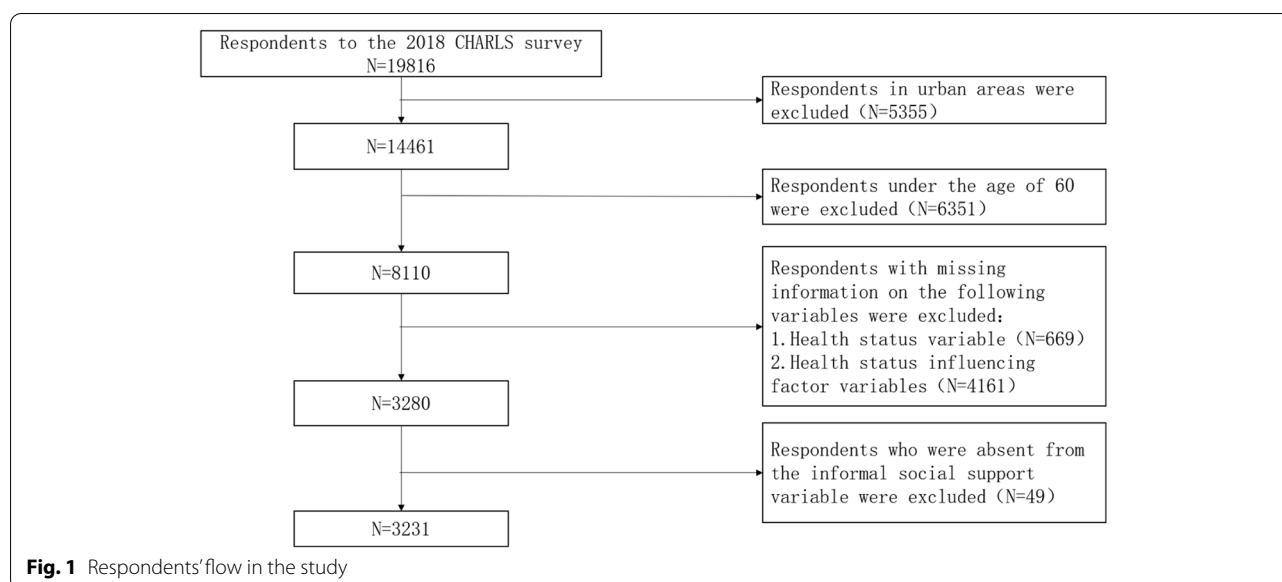 Respondents to the 2018 CHARLS survey
N=19816
Respondents in urban areas were
excluded (N=5355)
N=14461
Respondents under the age of 60
were excluded (N=6351)
N=8110
Respondents with missing
information on the following
variables were excluded:
1.Health status variable (N=669)
2.Health status influencing
factor variables (N=4161)
N=3280
Respondents who were absent from
the informal social support
variable were excluded (N=49)
N=3231
Fig. 1 Respondents' flow in the study